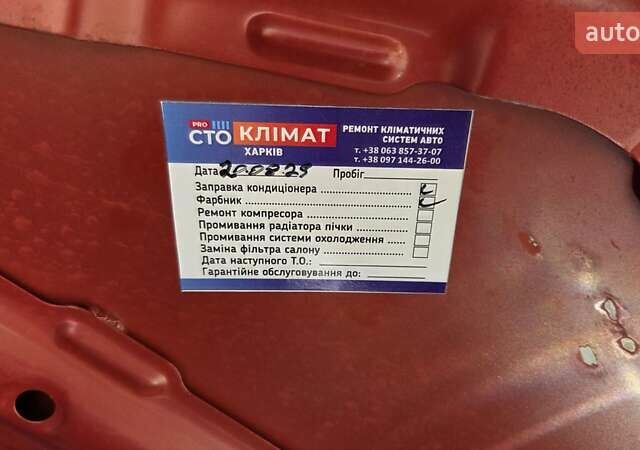 auto
PRO
СТО КЛІМАТ
ХАРКІВ
РЕМОНТ КЛІМАТИЧНИХ
СИСТЕМ АВТО
т. +38 063 857-37-07
т. +38 097 144-26-00
Дата Пробіг
Заправка кондиціонера
Фарбник
Ремонт компресора
Промивання радіатора пічки
Промивання системи охолодження
Заміна фільтра салону
Дата наступного Т.О.:
Гарантійне обслуговування до: